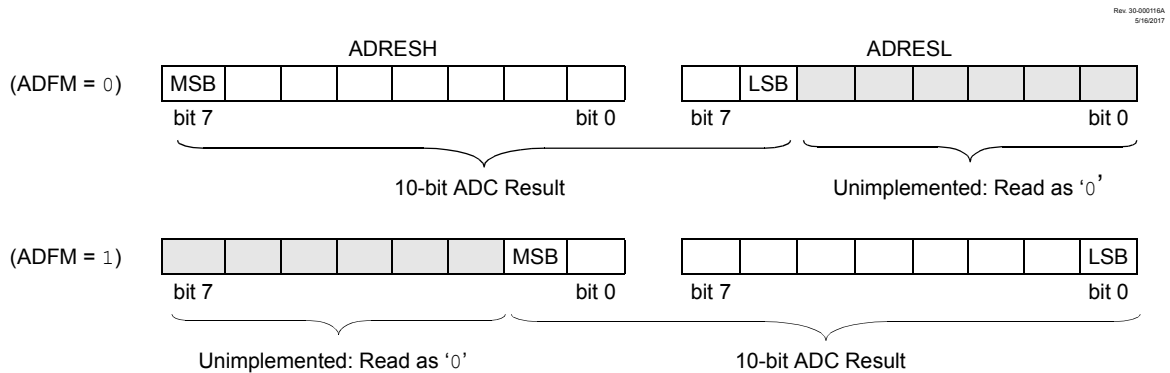 Rev. 30-000116A
5/16/2017
ADRESH ADRESL
(ADFM = 0) MSB LSB
bit 7 bit 0 bit 7 bit 0
10-bit ADC Result Unimplemented: Read as ‘0’
(ADFM = 1) MSB LSB
bit 7 bit 0 bit 7 bit 0
Unimplemented: Read as ‘0’ 10-bit ADC Result